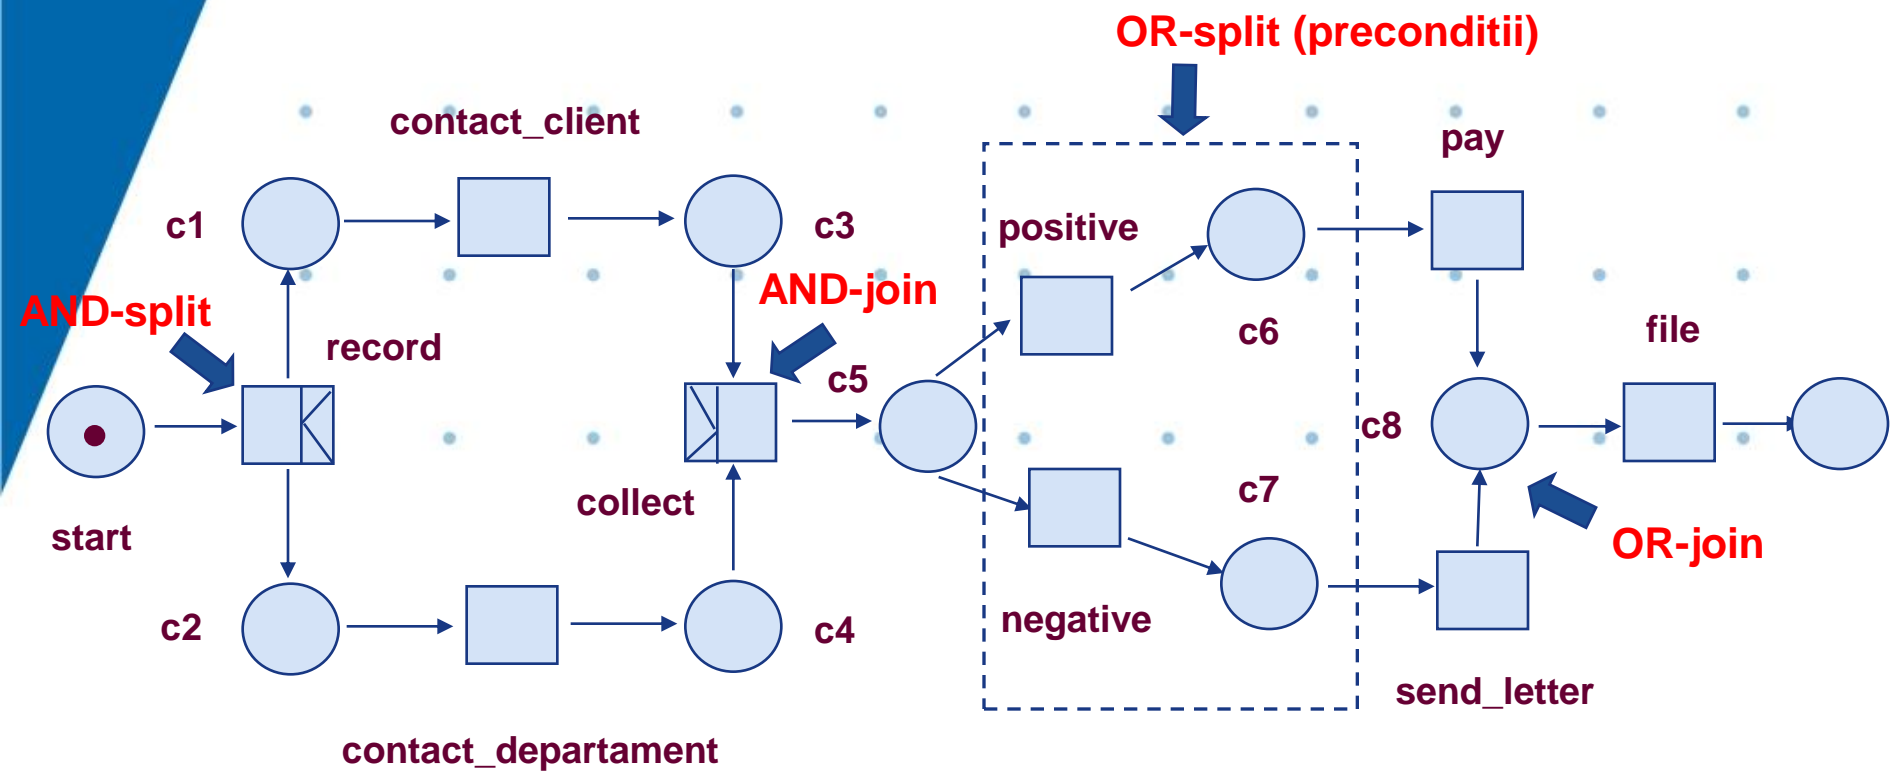 OR-split (preconditii)
contact_client
pay
c1
c3
positive
AND-split
AND-join
record
c6
file
c5
c8
collect
c7
start
OR-join
c2
c4
negative
send_letter
contact_departament